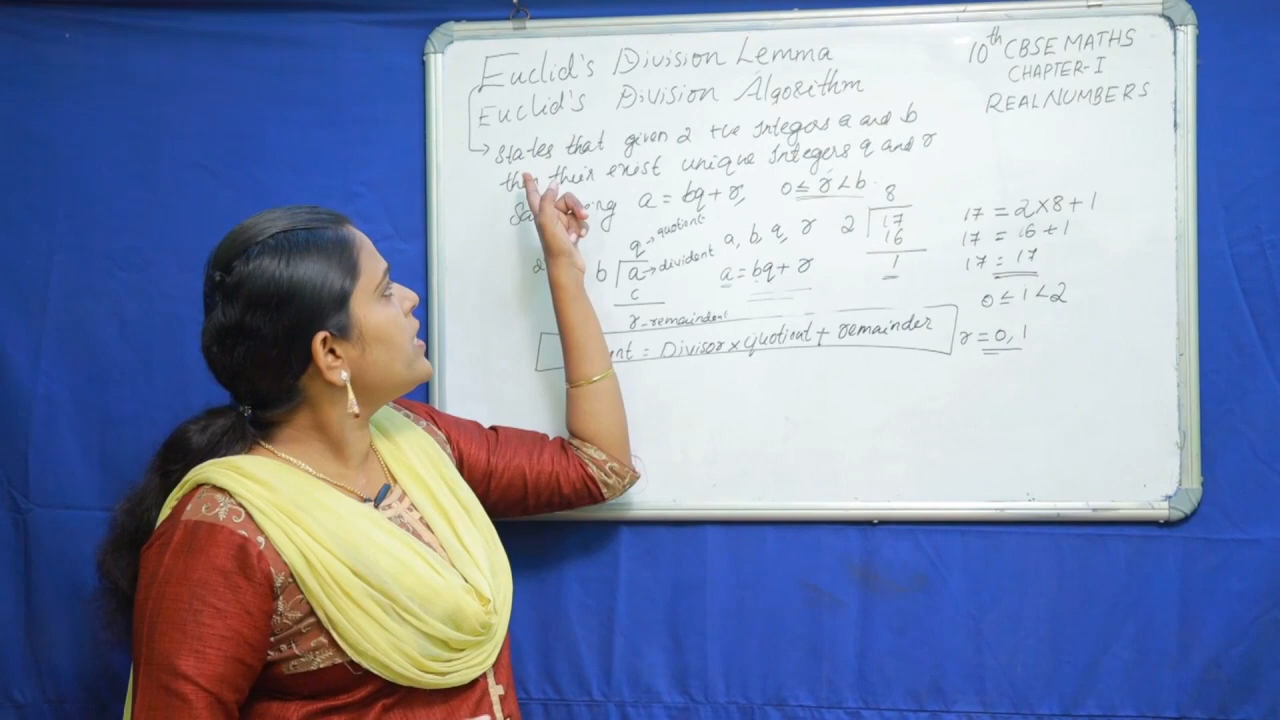 Euclid's Division Lemma
Euclid's Division Algorithm
10th CBSE MATHS
CHAPTER-I
REAL NUMBERS
→ States that given 2 +ve Integers a and b
their exist unique Integers q and r
a = bq + r, 0 ≤ r < b.
q → quotient
b a → divident
c
r - remainder
a, b, q, r
a = bq + r
8
2 17
16
1
17 = 2×8 + 1
17 = 16 + 1
17 = 17
0 ≤ 1 < 2
r = 0, 1
= Divisor × quotient + remainder